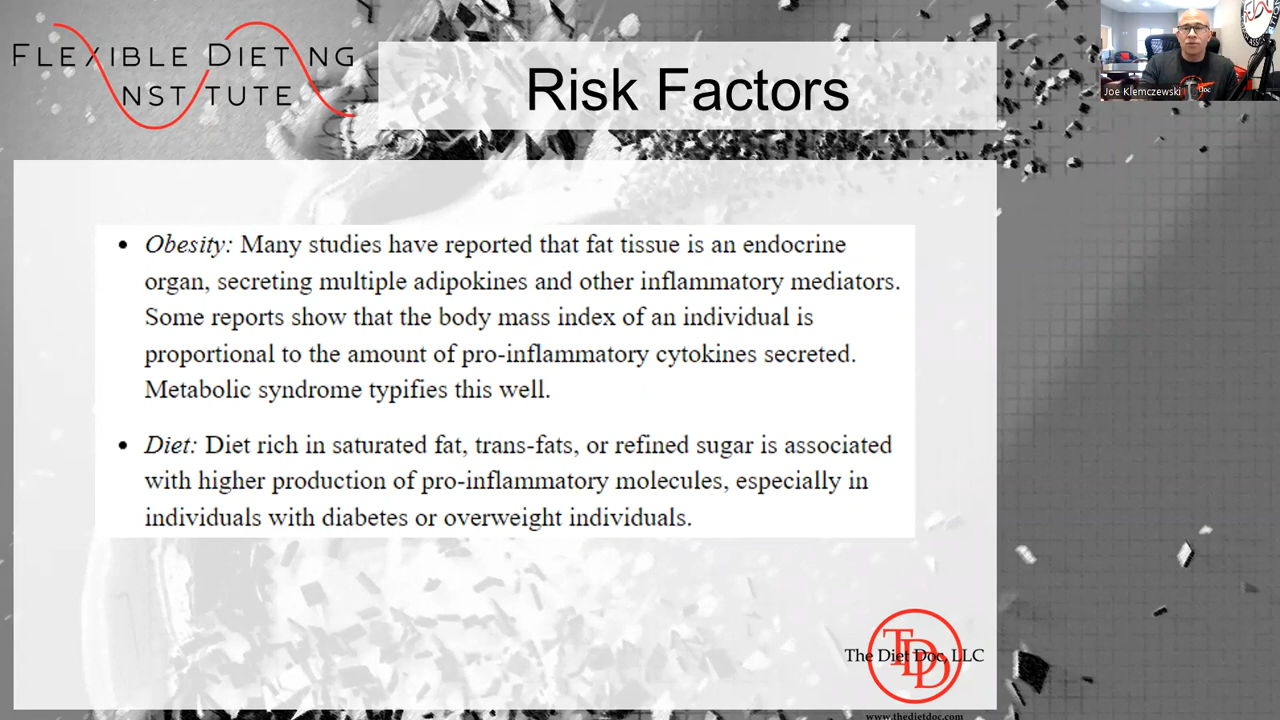 FLEXIBLE DIETING
INSTITUTE
Risk Factors
Joe Klemczewski
• Obesity: Many studies have reported that fat tissue is an endocrine
organ, secreting multiple adipokines and other inflammatory mediators.
Some reports show that the body mass index of an individual is
proportional to the amount of pro-inflammatory cytokines secreted.
Metabolic syndrome typifies this well.
• Diet: Diet rich in saturated fat, trans-fats, or refined sugar is associated
with higher production of pro-inflammatory molecules, especially in
individuals with diabetes or overweight individuals.
TDD
The Diet Doc, LLC
www.thedietdoc.com